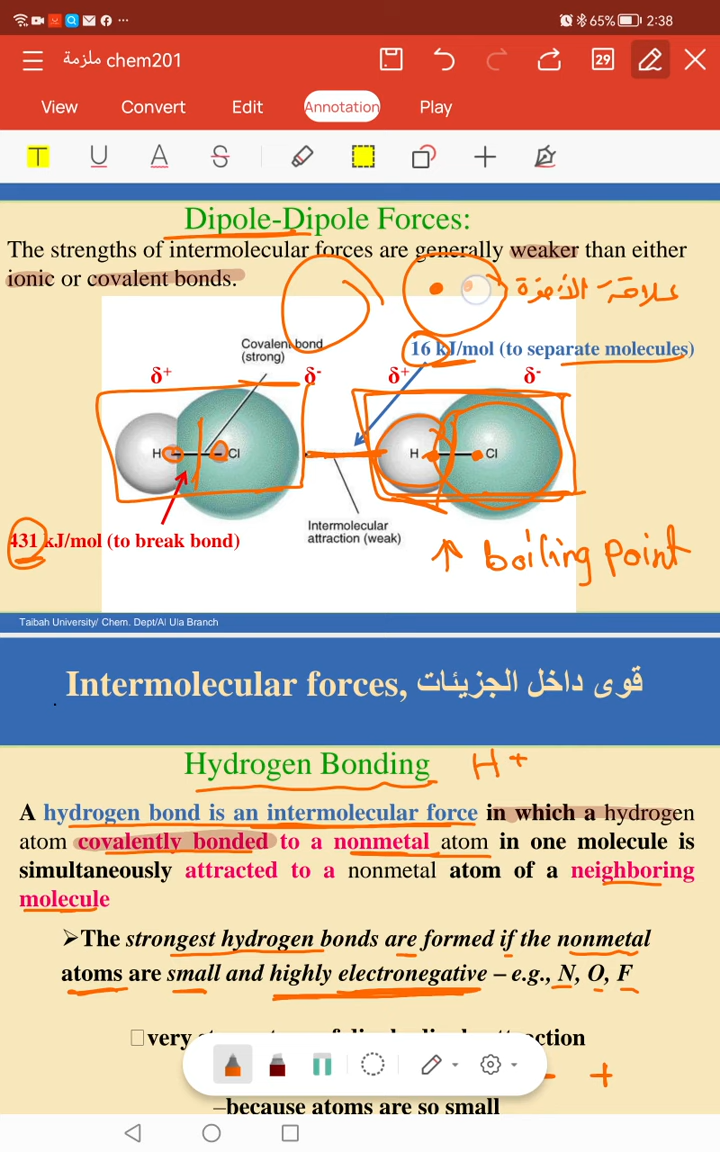 65% 2:38
ملزمة chem201
29
View Convert Edit Annotation Play
T U A S
Dipole-Dipole Forces:
The strengths of intermolecular forces are generally weaker than either
ionic or covalent bonds.
علاقة
Covalent bond
(strong)
16 kJ/mol (to separate molecules)
δ+ δ- δ+ δ-
H Cl H Cl
Intermolecular
attraction (weak)
431 kJ/mol (to break bond)
↑ boiling point
Taibah University/ Chem. Dept/Al Ula Branch
Intermolecular forces, قوى داخل الجزيئات
Hydrogen Bonding H +
A hydrogen bond is an intermolecular force in which a hydrogen
atom covalently bonded to a nonmetal atom in one molecule is
simultaneously attracted to a nonmetal atom of a neighboring
molecule
➢The strongest hydrogen bonds are formed if the nonmetal
atoms are small and highly electronegative – e.g., N, O, F
very
- +
–because atoms are so small